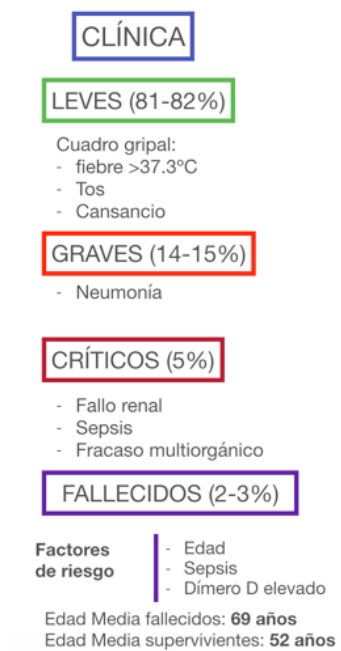 CLÍNICA
LEVES (81-82%)
Cuadro gripal:
- fiebre >37.3ºC
- Tos
- Cansancio
GRAVES (14-15%)
- Neumonía
CRÍTICOS (5%)
- Fallo renal
- Sepsis
- Fracaso multiorgánico
FALLECIDOS (2-3%)
Factores
de riesgo
- Edad
- Sepsis
- Dímero D elevado
Edad Media fallecidos: 69 años
Edad Media supervivientes: 52 años